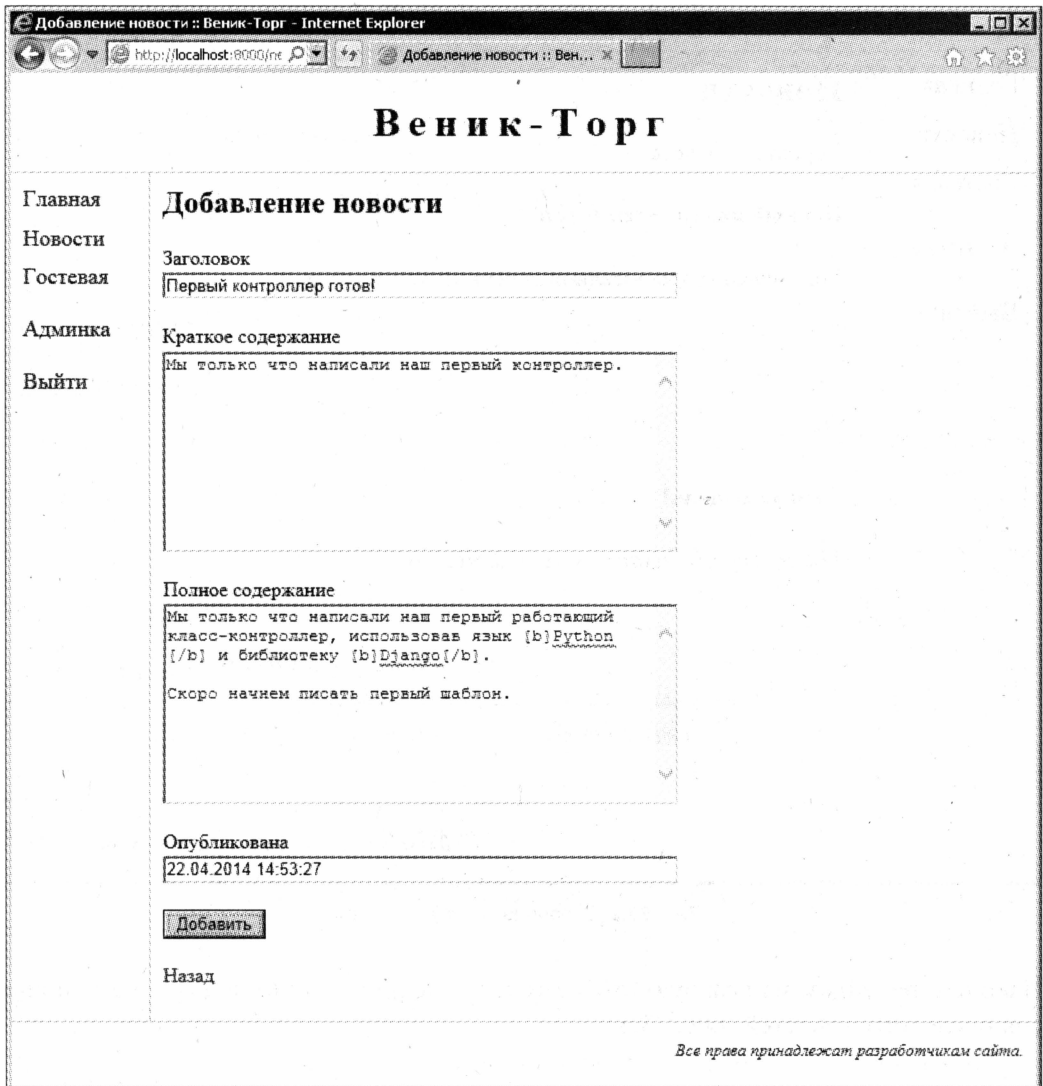 Добавление новости :: Веник-Торг - Internet Explorer
http://localhost:8000/ne
Добавление новости :: Вен...
Веник-Торг
Главная
Новости
Гостевая
Админка
Выйти
Добавление новости
Заголовок
Первый контроллер готов!
Краткое содержание
Мы только что написали наш первый контроллер.
Полное содержание
Мы только что написали наш первый работающий
класс-контроллер, использовав язык [b]Python
[/b] и библиотеку [b]Django[/b].
Скоро начнем писать первый шаблон.
Опубликована
22.04.2014 14:53:27
Добавить
Назад
Все права принадлежат разработчикам сайта.